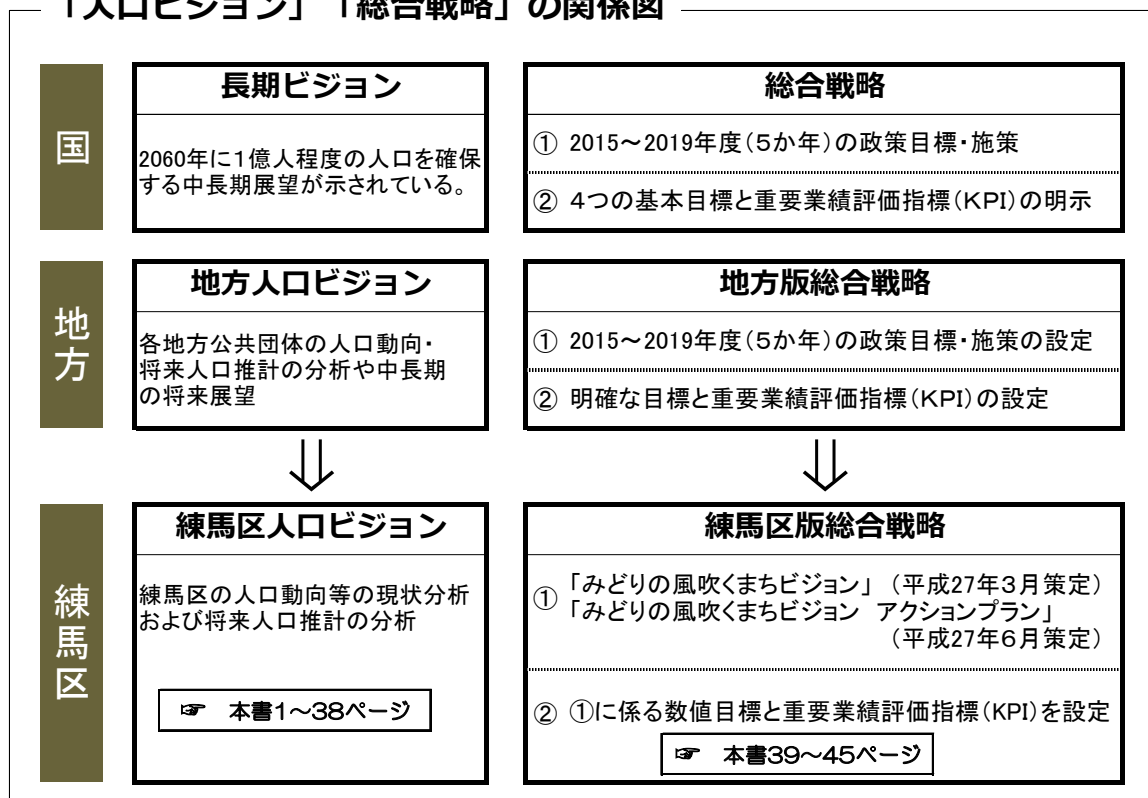 「人口ビジョン」「総合戦略」の関係図
国
長期ビジョン
2060年に1億人程度の人口を確保
する中長期展望が示されている。
総合戦略
① 2015~2019年度(5か年)の政策目標・施策
② 4つの基本目標と重要業績評価指標(KPI)の明示
地方
地方人口ビジョン
各地方公共団体の人口動向・
将来人口推計の分析や中長期
の将来展望
地方版総合戦略
① 2015~2019年度(5か年)の政策目標・施策の設定
② 明確な目標と重要業績評価指標(KPI)の設定
練馬区
練馬区人口ビジョン
練馬区の人口動向等の現状分析
および将来人口推計の分析
☞ 本書1~38ページ
練馬区版総合戦略
① 「みどりの風吹くまちビジョン」(平成27年3月策定)
「みどりの風吹くまちビジョン アクションプラン」
(平成27年6月策定)
② ①に係る数値目標と重要業績評価指標(KPI)を設定
☞ 本書39~45ページ